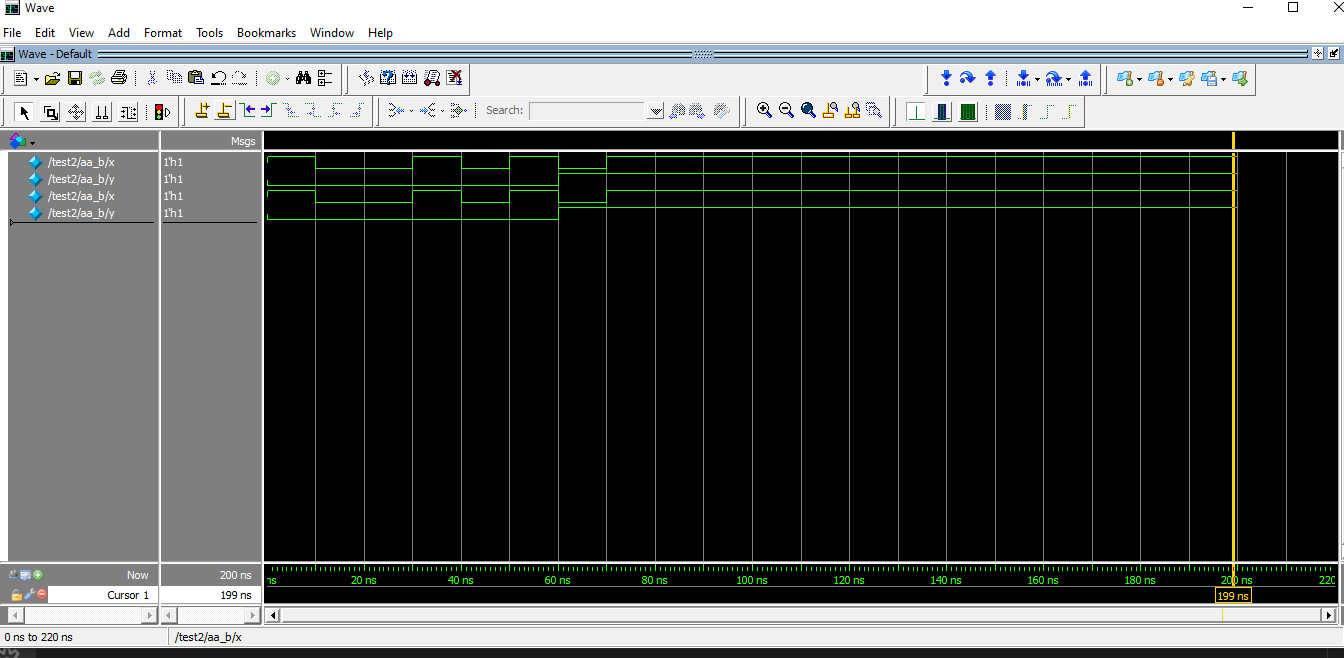 Wave
File Edit View Add Format Tools Bookmarks Window Help
Wave - Default
Search:
Msgs
/test2/aa_b/x 1'h1
/test2/aa_b/y 1'h1
/test2/aa_b/x 1'h1
/test2/aa_b/y 1'h1
Now 200 ns
ns 20 ns 40 ns 60 ns 80 ns 100 ns 120 ns 140 ns 160 ns 180 ns 200 ns 220
Cursor 1 199 ns 199 ns
0 ns to 220 ns /test2/aa_b/x